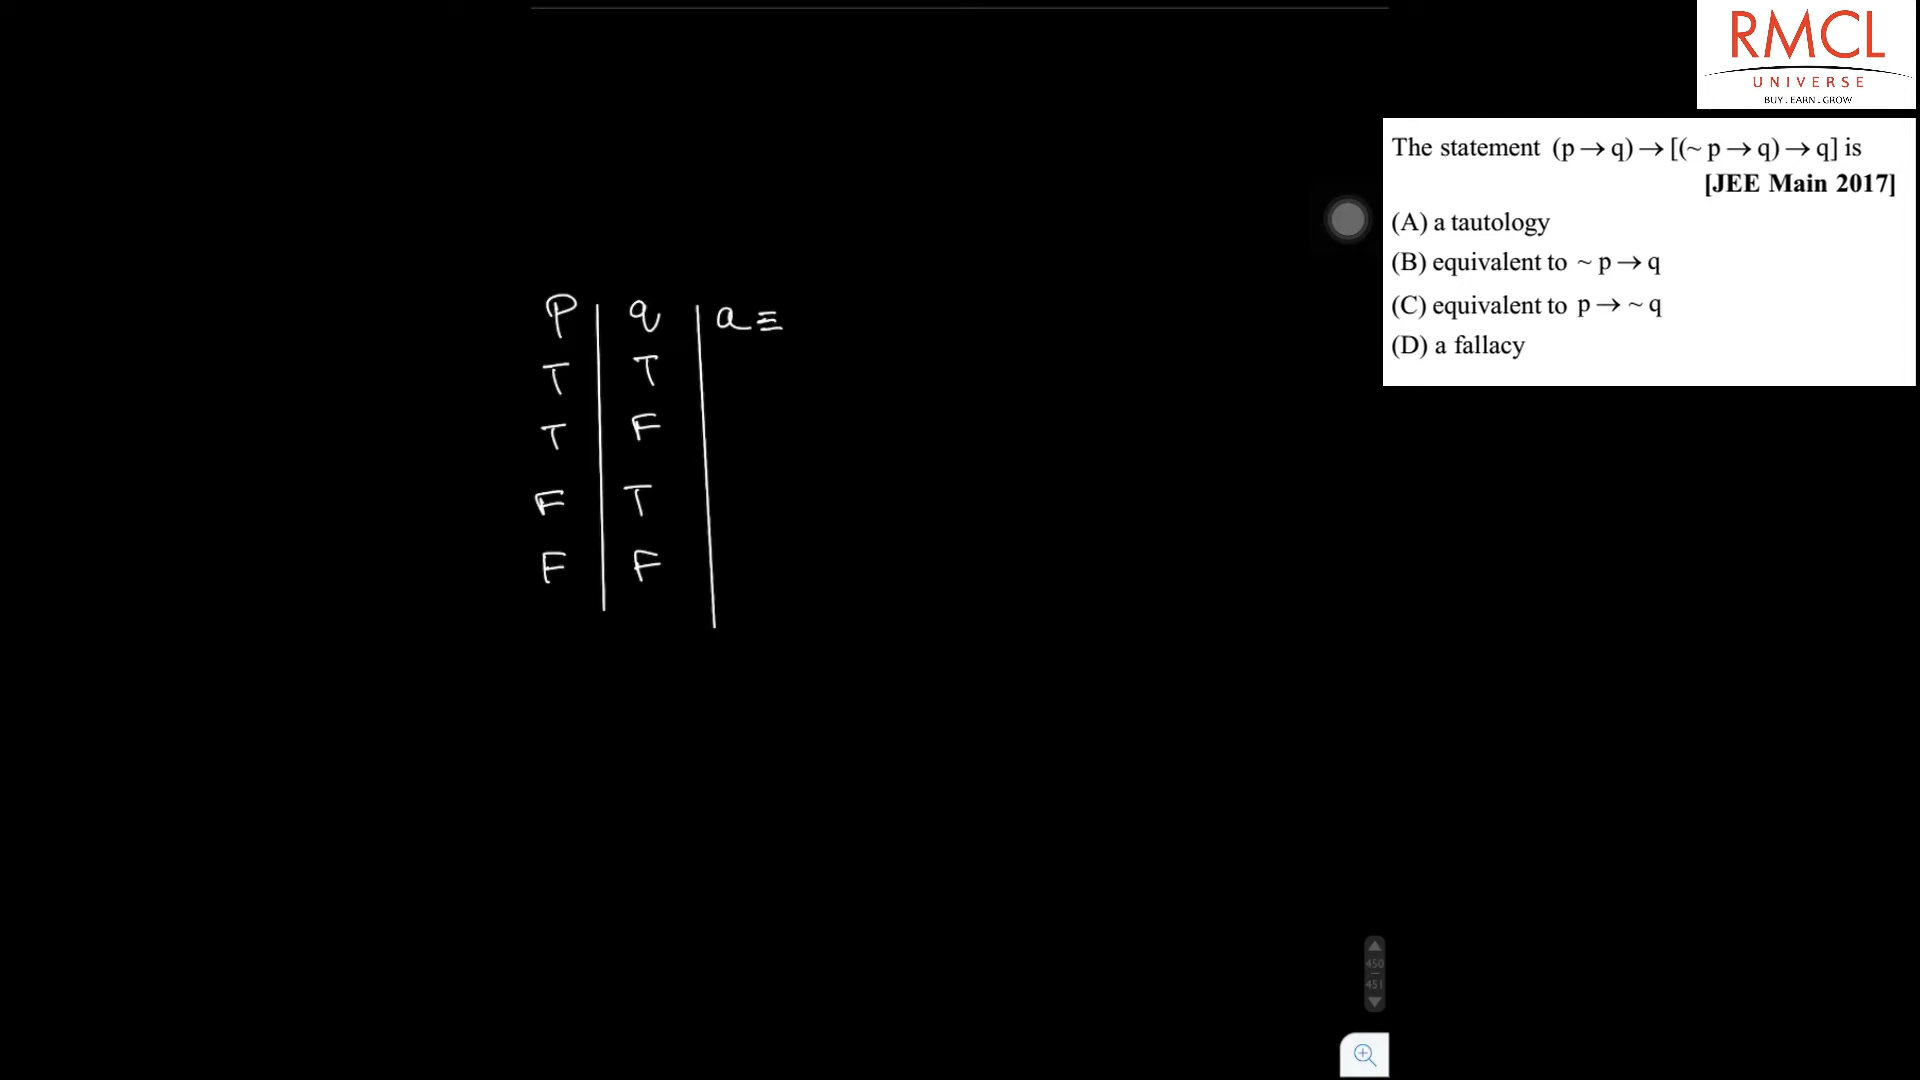 RMCL
UNIVERSE
BUY . EARN . GROW
The statement (p → q) → [(~ p → q) → q] is
[JEE Main 2017]
(A) a tautology
(B) equivalent to ~ p → q
(C) equivalent to p → ~ q
(D) a fallacy
P q a ≡
T T
T F
F T
F F
450
451